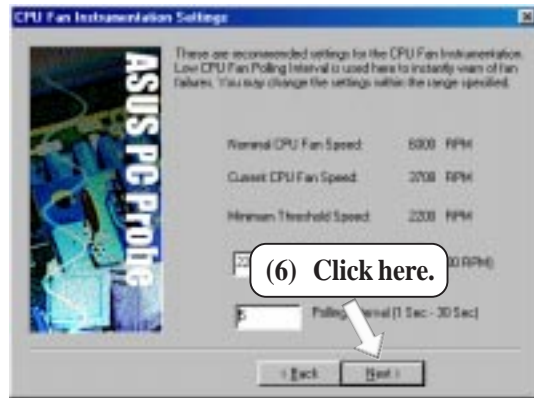 CPU Fan Instrumentation Settings
ASUS PC Probe
These are recommended settings for the CPU Fan Instrumentation.
Low CPU Fan Polling Interval is used here to instantly warn of fan
failures. You may change the settings within the range specified.
Nominal CPU Fan Speed: 6000 RPM
Current CPU Fan Speed: 3708 RPM
Minimum Threshold Speed: 2200 RPM
RPM)
(6) Click here.
5 Polling (1 Sec - 30 Sec)
< Back Next >